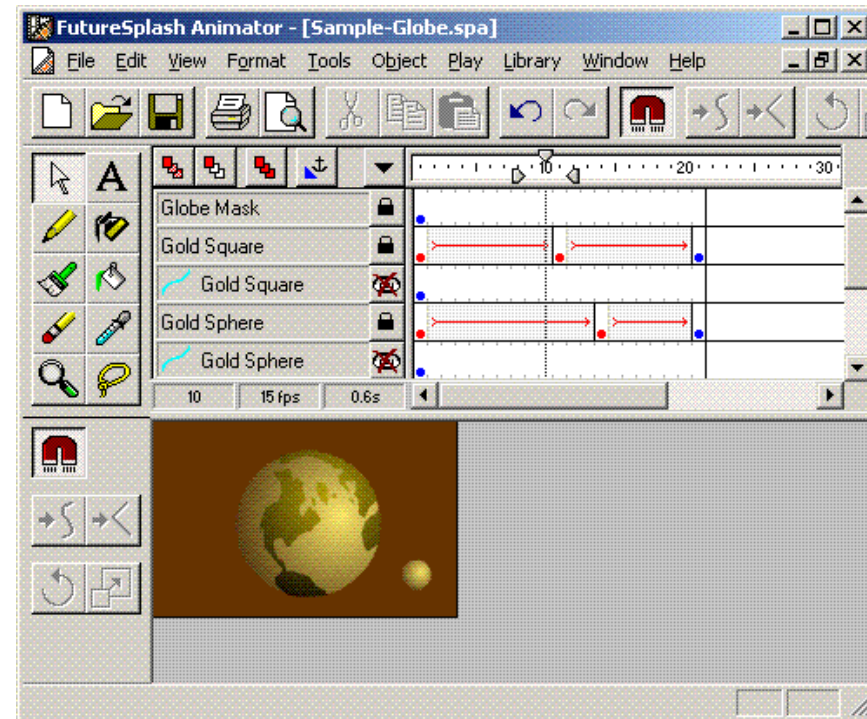 FutureSplash Animator - [Sample-Globe.spa]
File Edit View Format Tools Object Play Library Window Help
A
10 20 30
Globe Mask
Gold Square
Gold Square
Gold Sphere
Gold Sphere
10 15 fps 0.6s